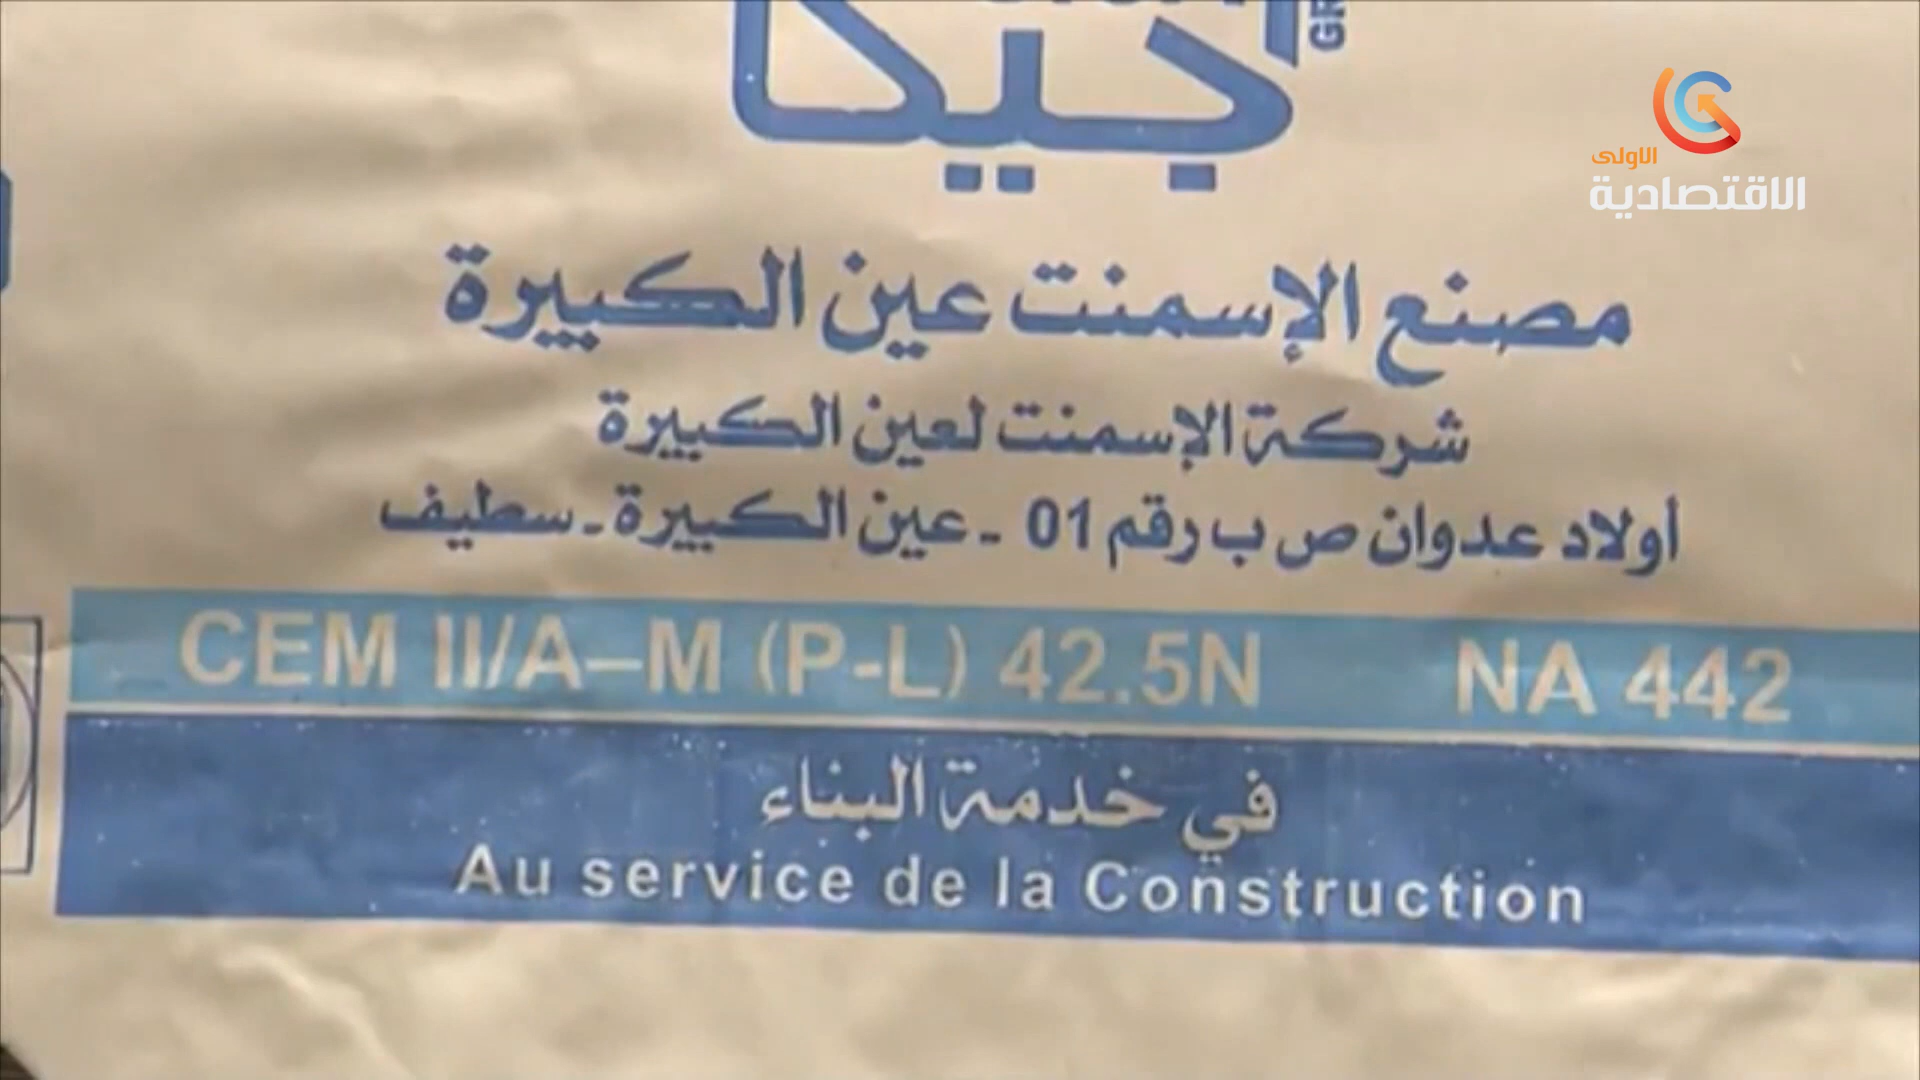 جيكا
الاولى
الاقتصادية
مصنع الإسمنت عين الكبيرة
شركة الإسمنت لعين الكبيرة
أولاد عدوان ص ب رقم 01 - عين الكبيرة - سطيف
CEM II/A–M (P-L) 42.5N NA 442
في خدمة البناء
Au service de la Construction